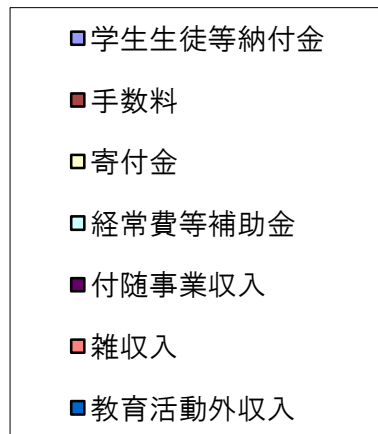 学生生徒等納付金
手数料
寄付金
経常費等補助金
付随事業収入
雑収入
教育活動外収入